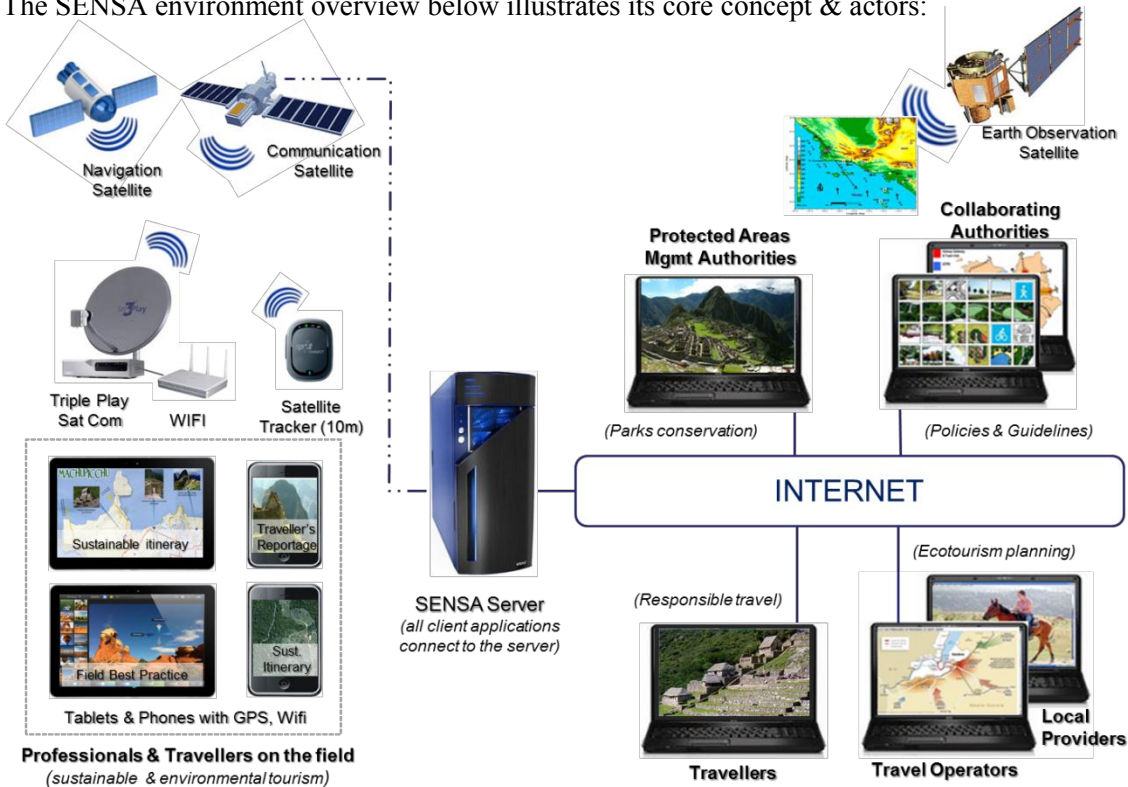 The SENSA environment overview below illustrates its core concept & actors:
Navigation
Satellite
Communication
Satellite
Earth Observation
Satellite
Protected Areas
Mgmt Authorities
Collaborating
Authorities
Triple Play
Sat Com
WIFI
Satellite
Tracker (10m)
(Parks conservation)
(Policies & Guidelines)
INTERNET
MACHUPICCHU
Sustainable itineray
Traveller's
Reportage
Field Best Practice
Sust.
Itinerary
Tablets & Phones with GPS, Wifi
Professionals & Travellers on the field
(sustainable & environmental tourism)
SENSA Server
(all client applications
connect to the server)
(Responsible travel)
(Ecotourism planning)
Travellers
Travel Operators
Local
Providers